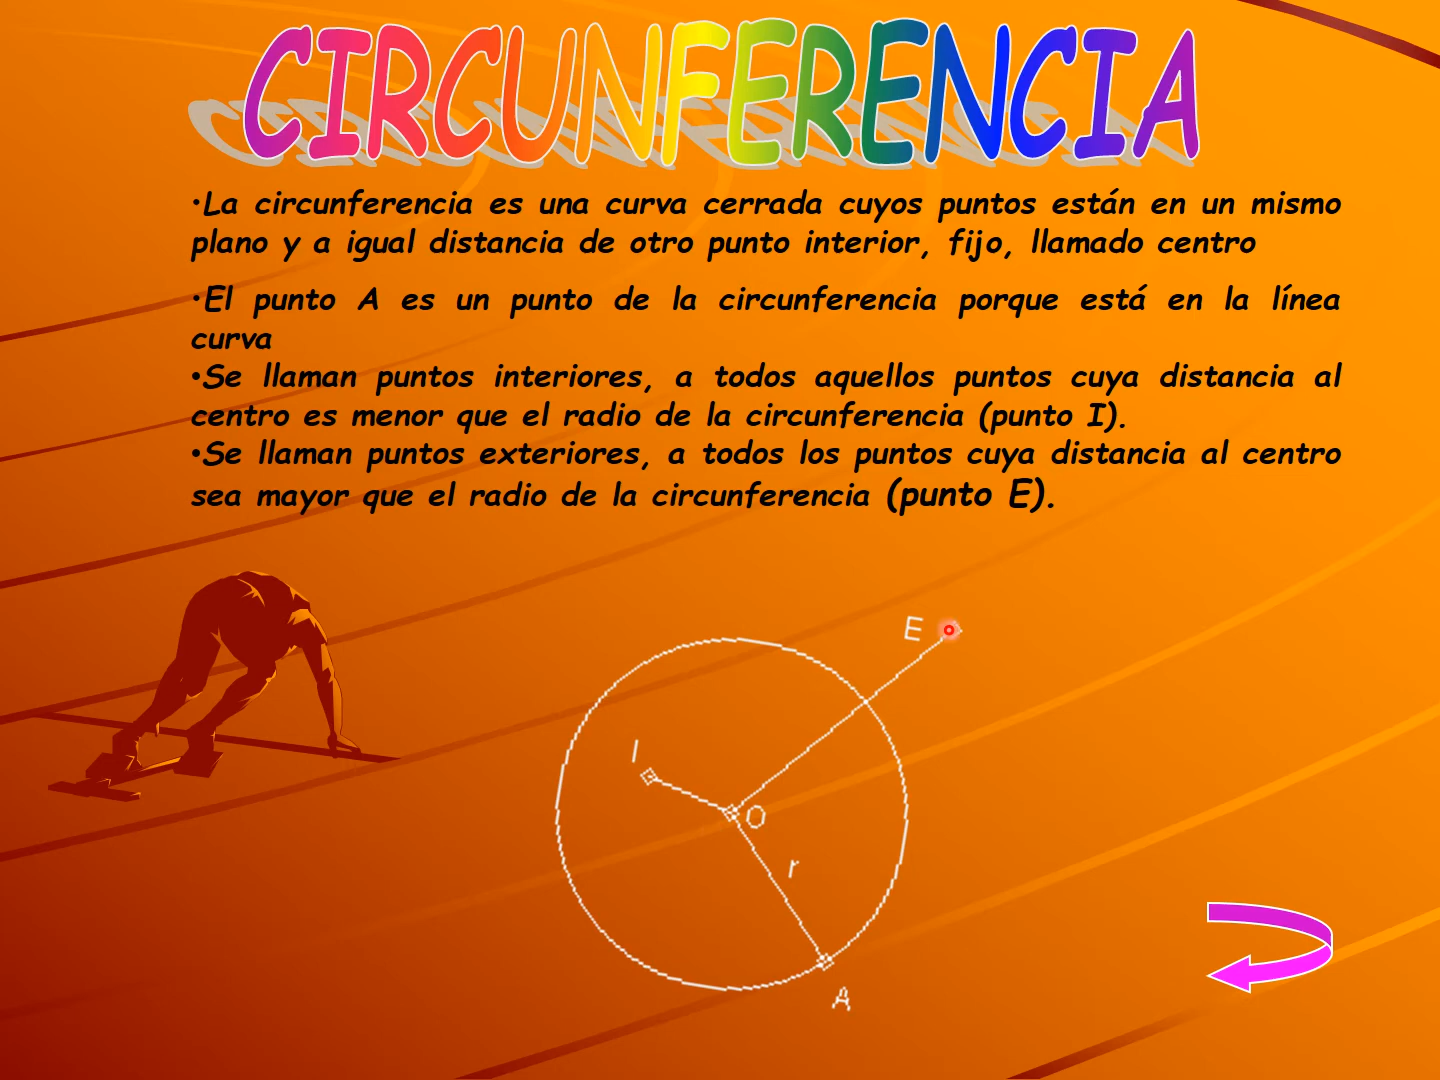 CIRCUNFERENCIA
•La circunferencia es una curva cerrada cuyos puntos están en un mismo
plano y a igual distancia de otro punto interior, fijo, llamado centro
•El punto A es un punto de la circunferencia porque está en la línea
curva
•Se llaman puntos interiores, a todos aquellos puntos cuya distancia al
centro es menor que el radio de la circunferencia (punto I).
•Se llaman puntos exteriores, a todos los puntos cuya distancia al centro
sea mayor que el radio de la circunferencia (punto E).
E
I
O
r
A